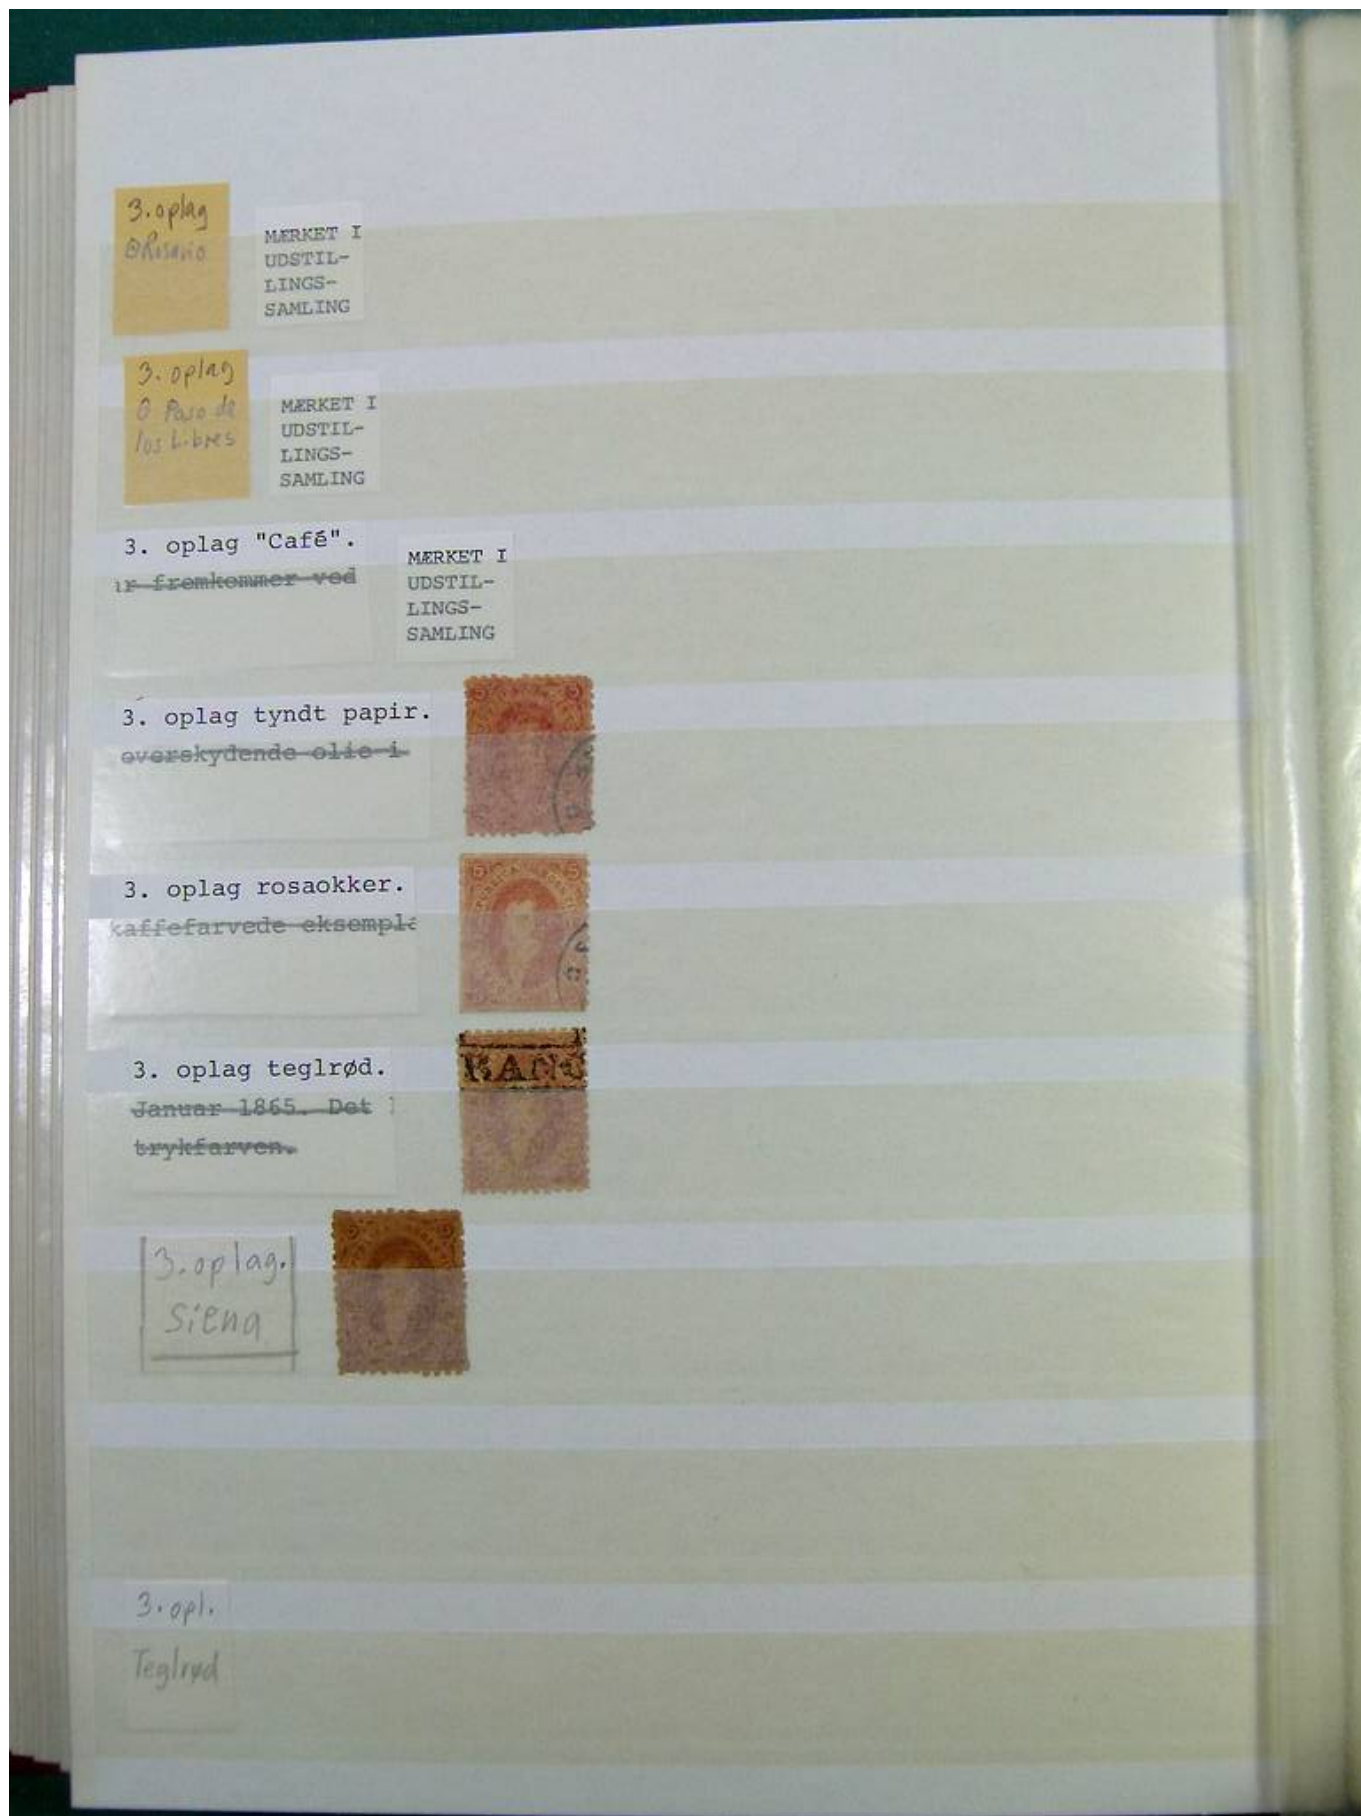 3. oplag
Rosario
MÆRKET I
UDSTIL-
LINGS-
SAMLING
3. oplag
Paso de
los Libres
MÆRKET I
UDSTIL-
LINGS-
SAMLING
3. oplag "Café".
r fremkommer ved
MÆRKET I
UDSTIL-
LINGS-
SAMLING
3. oplag tyndt papir.
overskydende olie i
3. oplag rosaokker.
kaffefarvede eksempla
3. oplag teglrød.
Januar 1865. Det
trykfarven.
3. oplag.
Siena
3. opl.
Teglrød